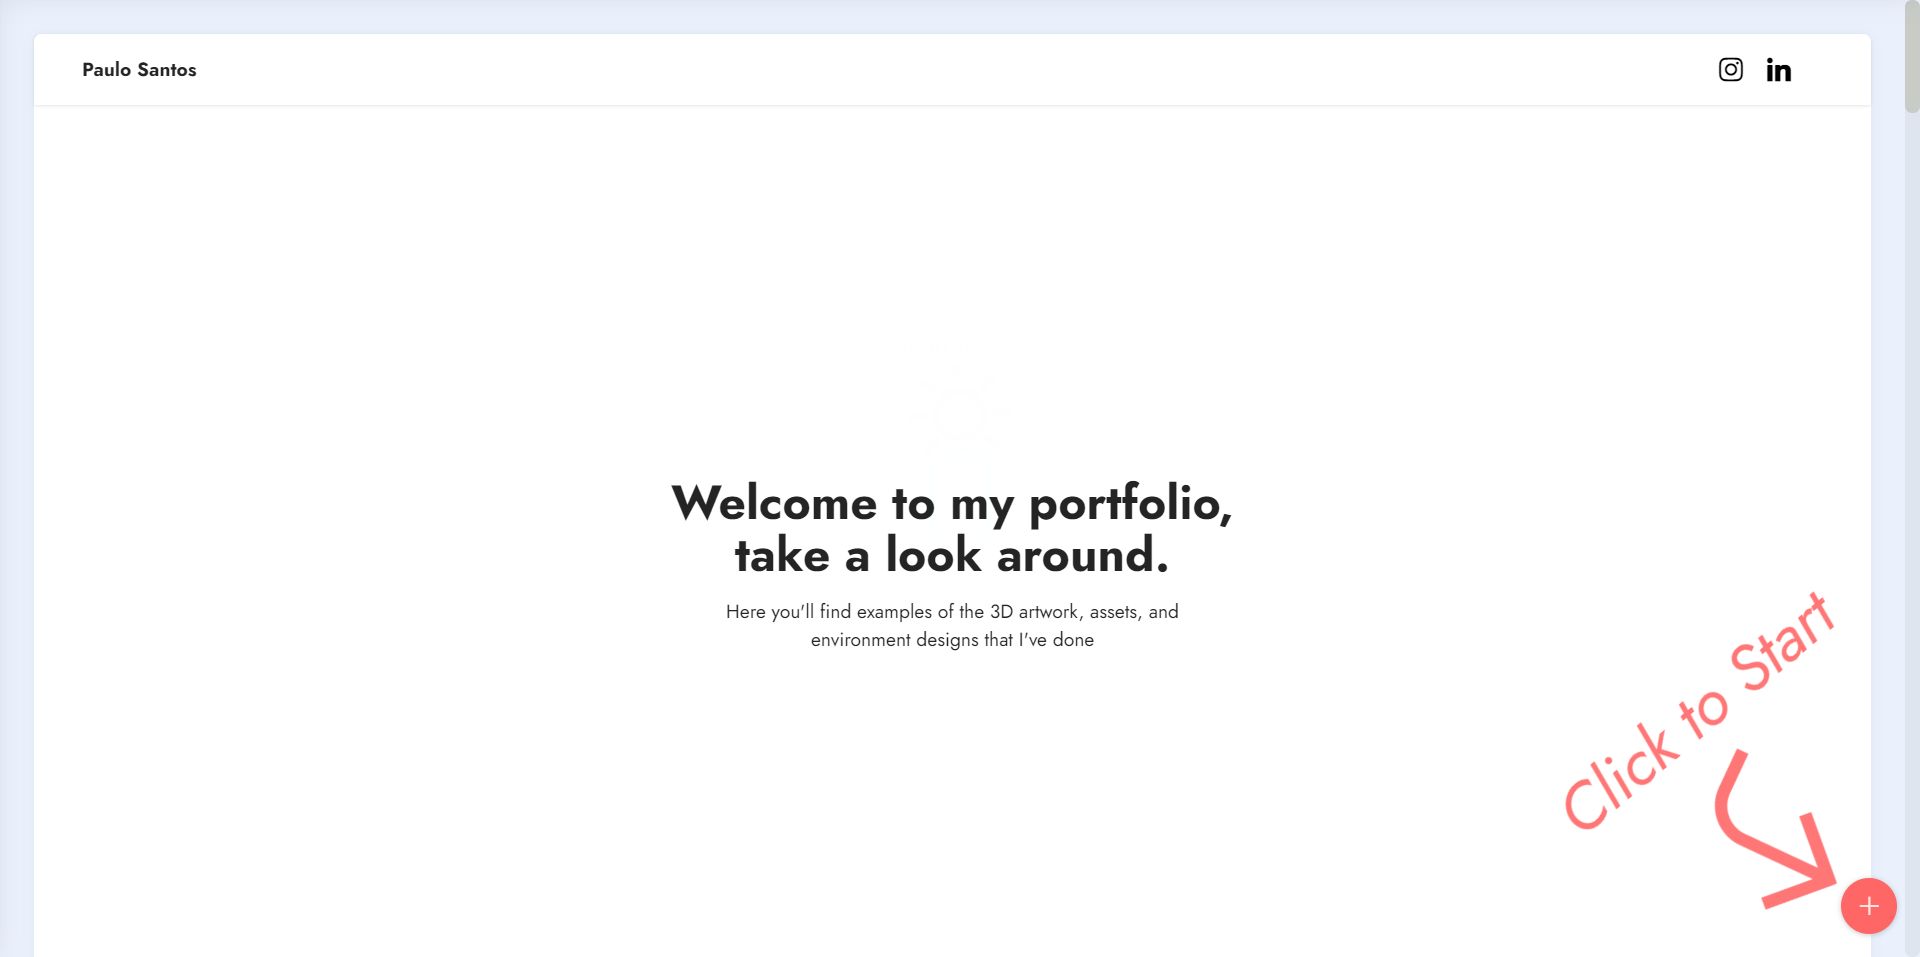 Paulo Santos
in
Welcome to my portfolio,
take a look around.
Here you'll find examples of the 3D artwork, assets, and
environment designs that I've done
Click to Start
+